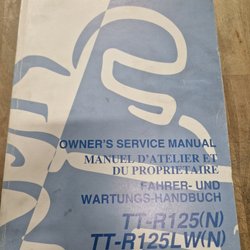 OWNER'S SERVICE MANUAL
MANUEL D'ATELIER ET
DU PROPRIETAIRE
FAHRER- UND
WARTUNGS-HANDBUCH
TT-R125(N)
TT-R125LW(N)